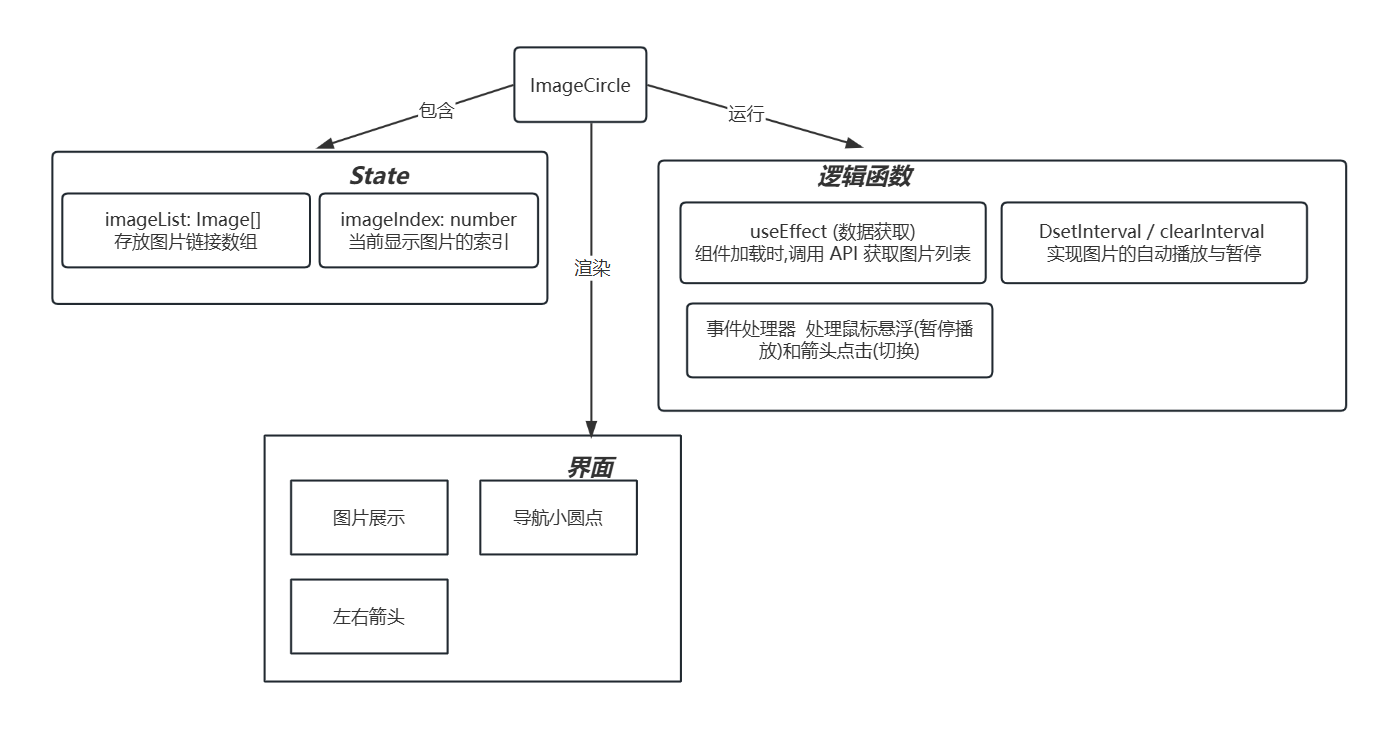 ImageCircle
包含
运行
State
imageList: Image[]
存放图片链接数组
imageIndex: number
当前显示图片的索引
逻辑函数
useEffect (数据获取)
组件加载时,调用 API 获取图片列表
DsetInterval / clearInterval
实现图片的自动播放与暂停
事件处理器  处理鼠标悬浮(暂停播
放)和箭头点击(切换)
渲染
界面
图片展示
导航小圆点
左右箭头